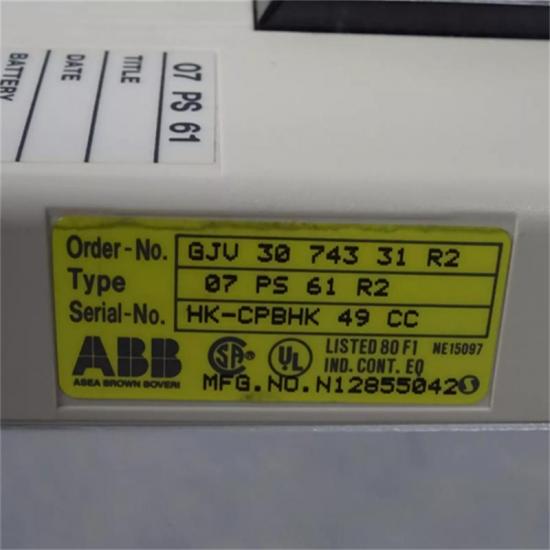 07 PS 61
TITLE
DATE
BATTERY
Order-No. GJV 30 743 31 R2
Type 07 PS 61 R2
Serial-No. HK-CPBHK 49 CC
ABB
ASEA BROWN BOVERI
SA
UL
LISTED 80 F1 NE15097
IND. CONT. EQ
MFG.NO.N12855042 S